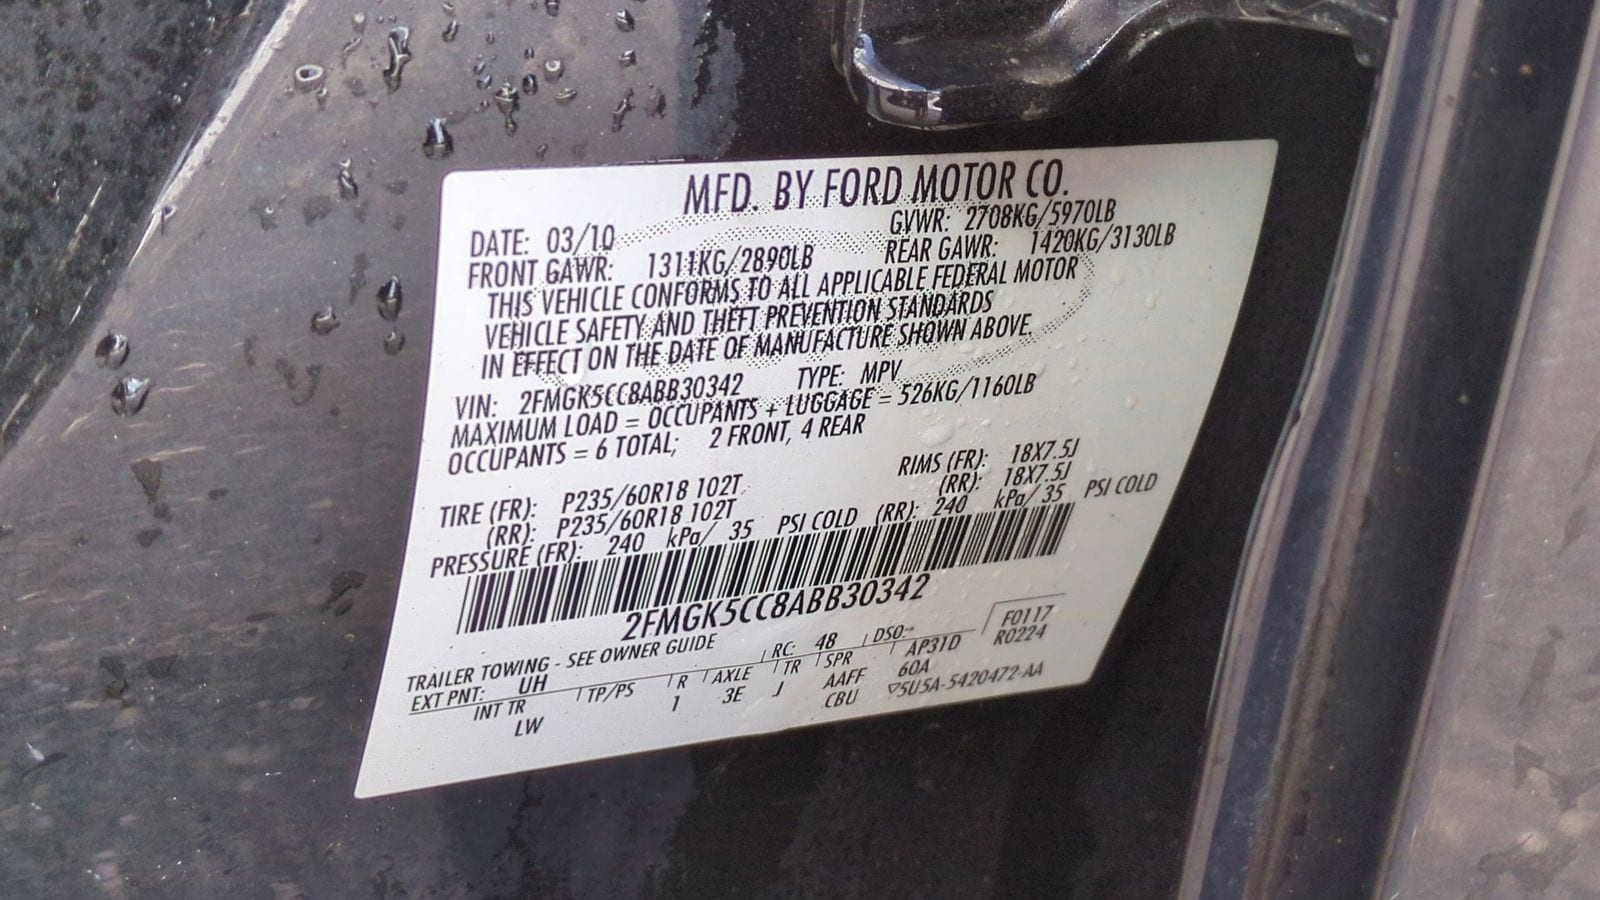 MFD. BY FORD MOTOR CO.
DATE: 03/10 GVWR: 2708KG/5970LB
FRONT GAWR: 1311KG/2890LB REAR GAWR: 1420KG/3130LB
THIS VEHICLE CONFORMS TO ALL APPLICABLE FEDERAL MOTOR
VEHICLE SAFETY AND THEFT PREVENTION STANDARDS
IN EFFECT ON THE DATE OF MANUFACTURE SHOWN ABOVE.
VIN: 2FMGK5CC8ABB30342 TYPE: MPV
MAXIMUM LOAD = OCCUPANTS + LUGGAGE = 526KG/1160LB
OCCUPANTS = 6 TOTAL; 2 FRONT, 4 REAR
TIRE (FR): P235/60R18 102T RIMS (FR): 18X7.5J
(RR): P235/60R18 102T (RR): 18X7.5J
PRESSURE (FR): 240 kPa/ 35 PSI COLD (RR): 240 kPa/ 35 PSI COLD
2FMGK5CC8ABB30342
TRAILER TOWING - SEE OWNER GUIDE RC: 48 DSO: F0117
EXT PNT: UH AP31D R0224
INT TR TP/PS R AXLE TR SPR 60A
LW 1 3E J AAFF
CBU ▽5U5A-5420472-AA